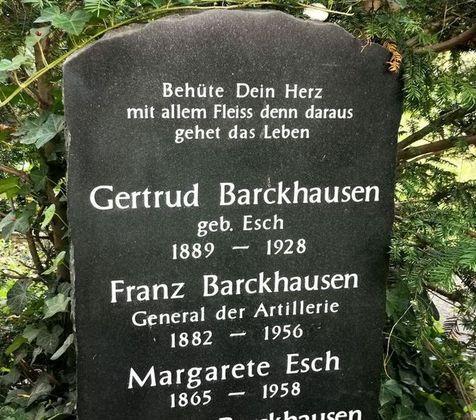 Behüte Dein Herz
mit allem Fleiss denn daraus
gehet das Leben
Gertrud Barckhausen
geb. Esch
1889 — 1928
Franz Barckhausen
General der Artillerie
1882 — 1956
Margarete Esch
1865 — 1958
Barckhausen